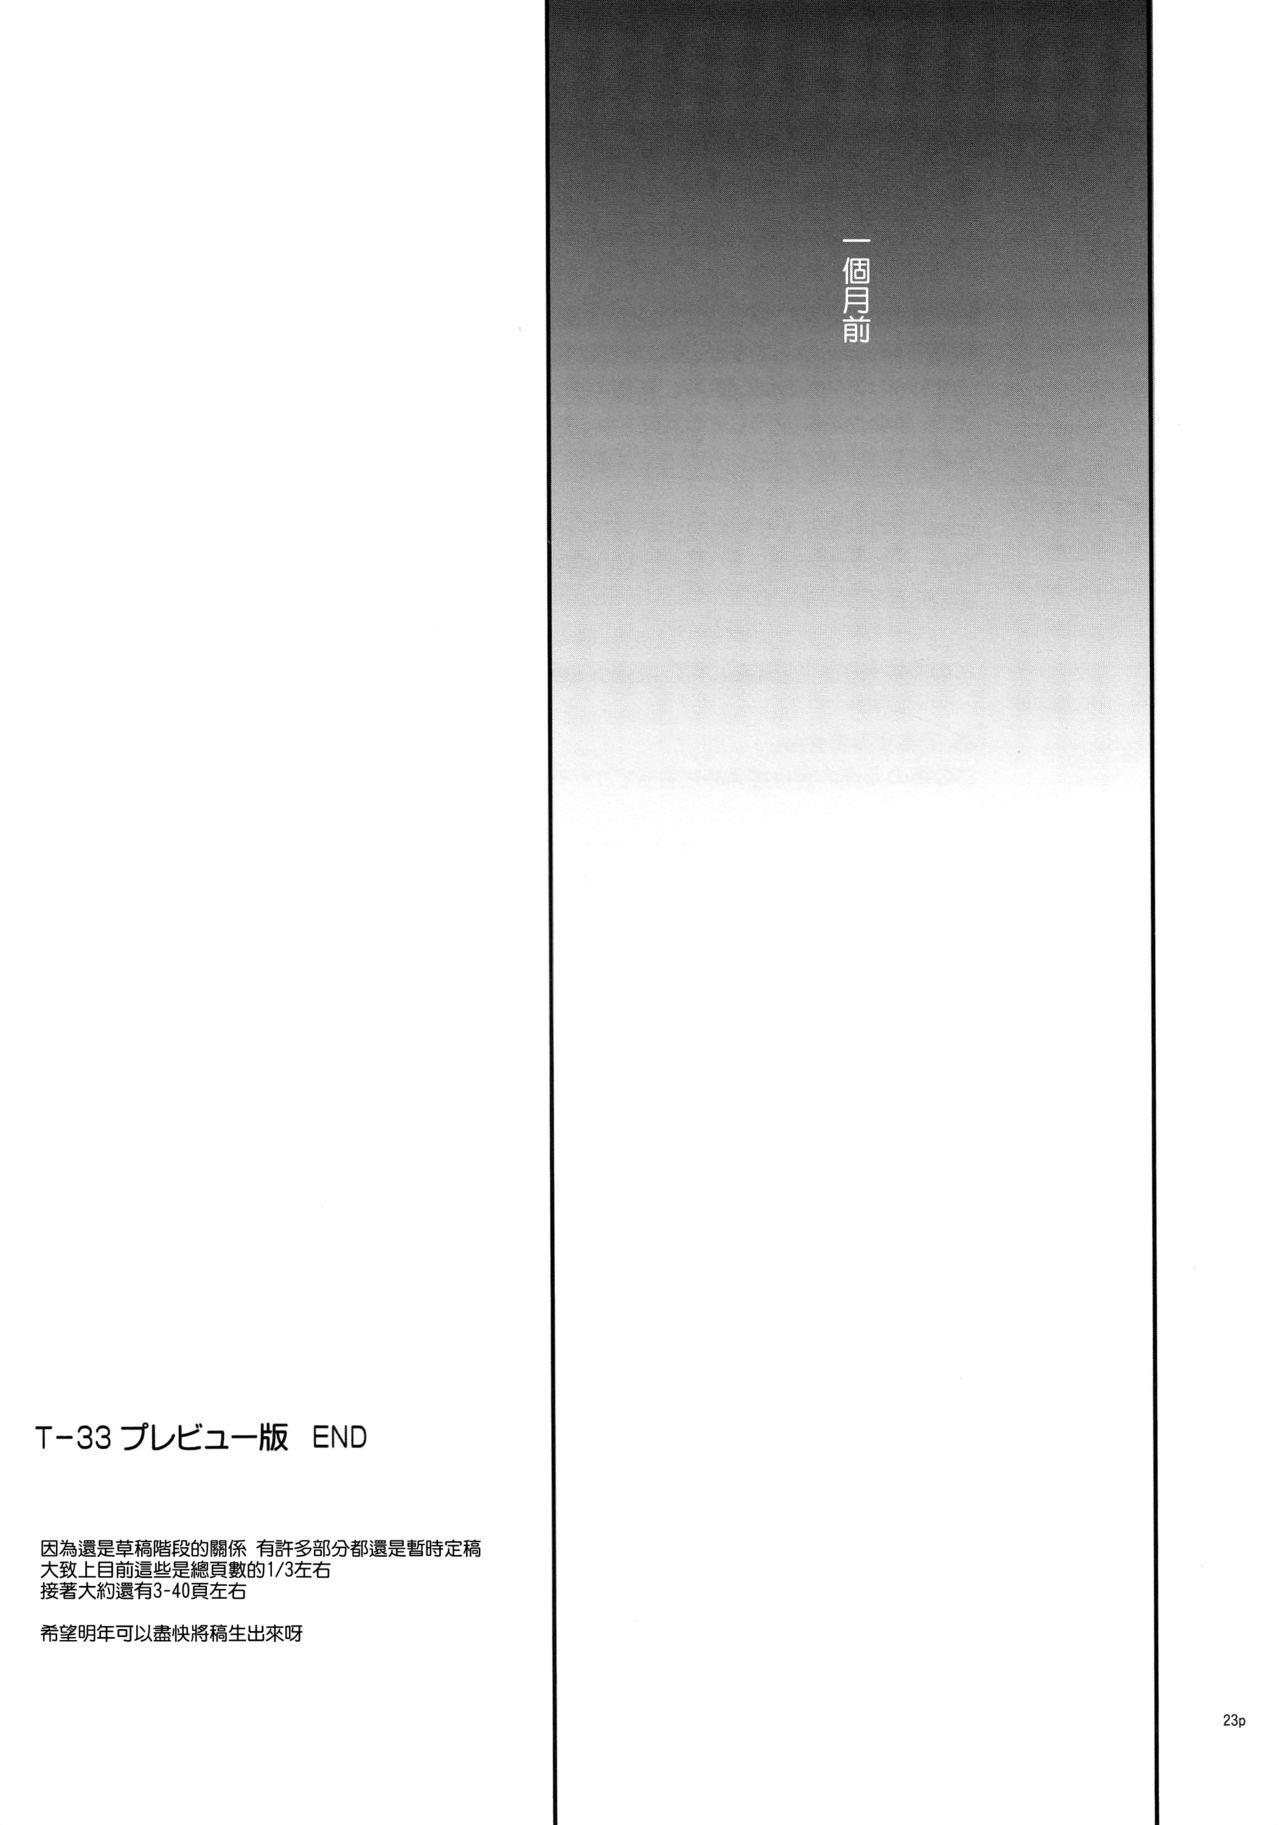 一個月前
T-33 プレビュー版 END
因為還是草稿階段的關係 有許多部分都還是暫時定稿
大致上目前這些是總頁數的1/3左右
接著大約還有3-40頁左右
希望明年可以盡快將稿生出來呀
23p